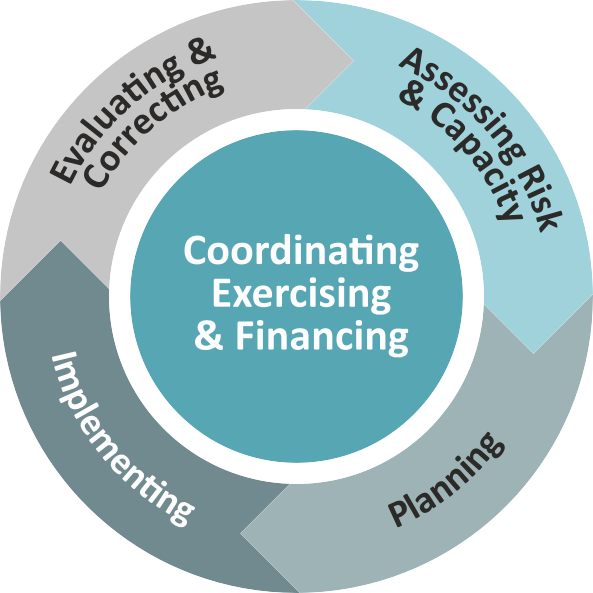 Evaluating &
Correcting
Assessing Risk
& Capacity
Coordinating
Exercising
& Financing
Implementing
Planning